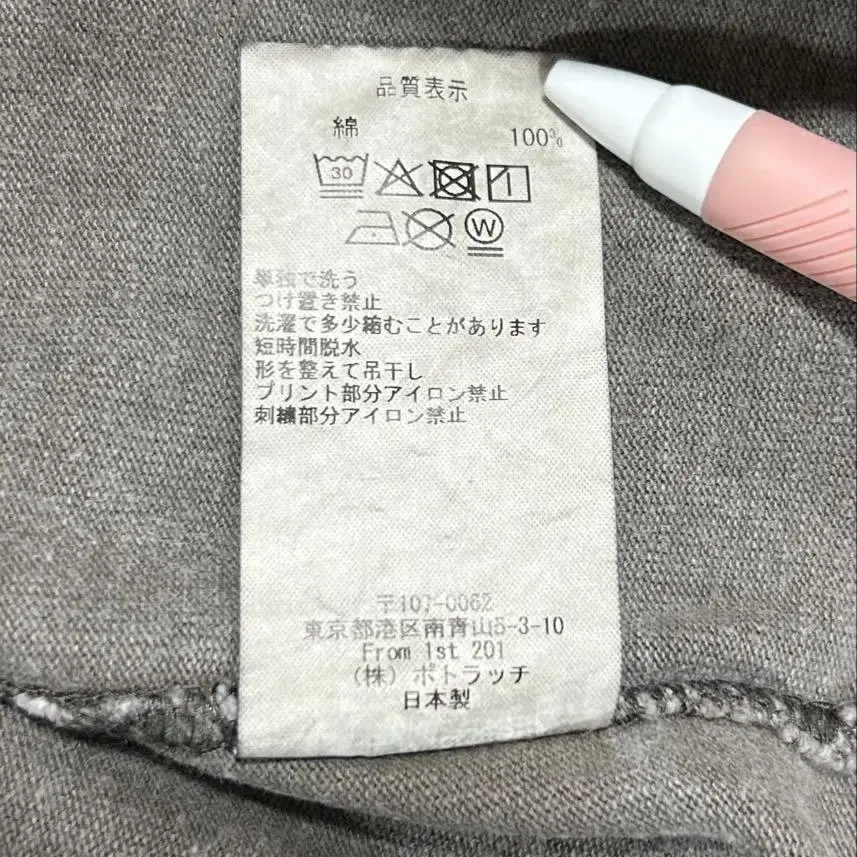 品質表示
綿 100%
30
W
単独で洗う
つけ置き禁止
洗濯で多少縮むことがあります
短時間脱水
形を整えて吊干し
プリント部分アイロン禁止
刺繍部分アイロン禁止
〒107-0062
東京都港区南青山5-3-10
From 1st 201
(株) ポトラッチ
日本製